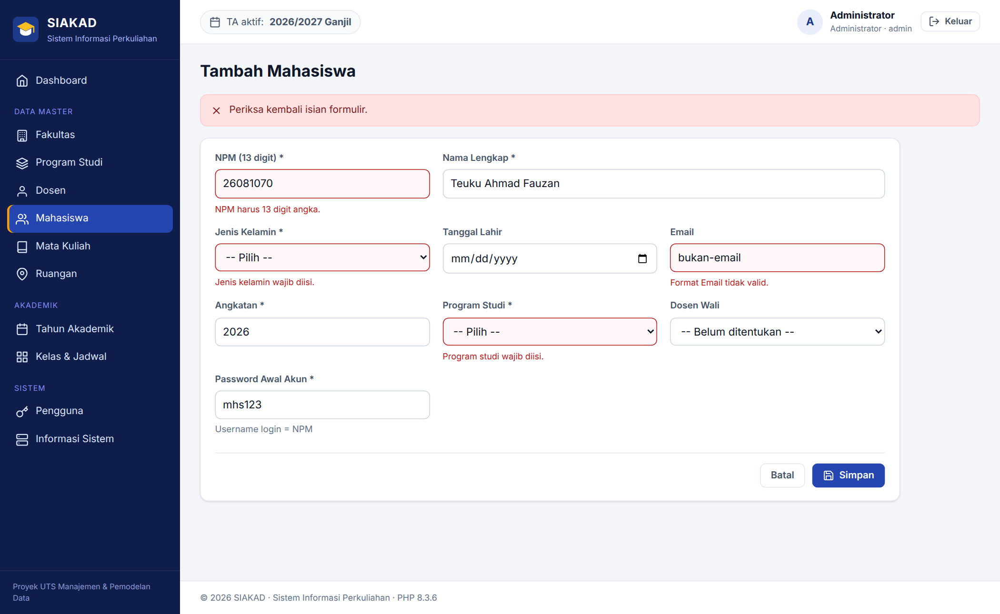 SIAKAD
Sistem Informasi Perkuliahan
Dashboard
DATA MASTER
Fakultas
Program Studi
Dosen
Mahasiswa
Mata Kuliah
Ruangan
AKADEMIK
Tahun Akademik
Kelas & Jadwal
SISTEM
Pengguna
Informasi Sistem
Proyek UTS Manajemen & Pemodelan
Data
TA aktif: 2026/2027 Ganjil
A
Administrator
Administrator · admin
Keluar
Tambah Mahasiswa
Periksa kembali isian formulir.
NPM (13 digit) *
26081070
NPM harus 13 digit angka.
Nama Lengkap *
Teuku Ahmad Fauzan
Jenis Kelamin *
-- Pilih --
Jenis kelamin wajib diisi.
Tanggal Lahir
mm/dd/yyyy
Email
bukan-email
Format Email tidak valid.
Angkatan *
2026
Program Studi *
-- Pilih --
Program studi wajib diisi.
Dosen Wali
-- Belum ditentukan --
Password Awal Akun *
mhs123
Username login = NPM
Batal
Simpan
© 2026 SIAKAD · Sistem Informasi Perkuliahan · PHP 8.3.6